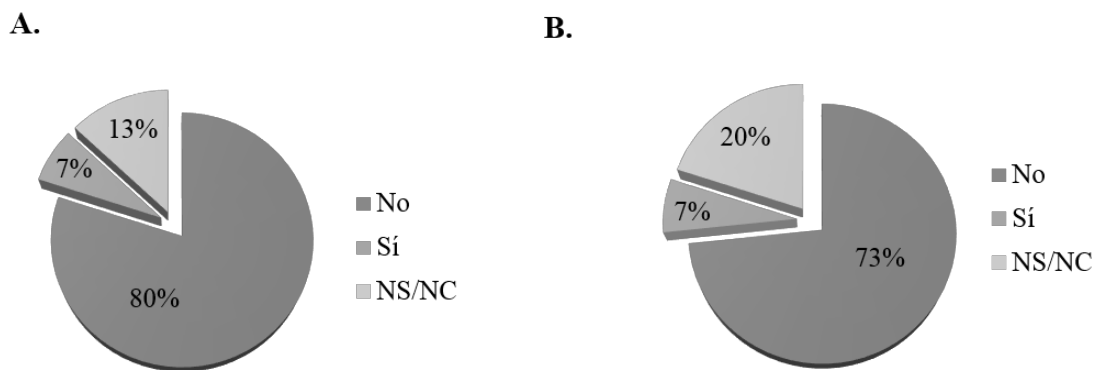 A.
13%
7%
80%
No
Sí
NS/NC
B.
20%
7%
73%
No
Sí
NS/NC